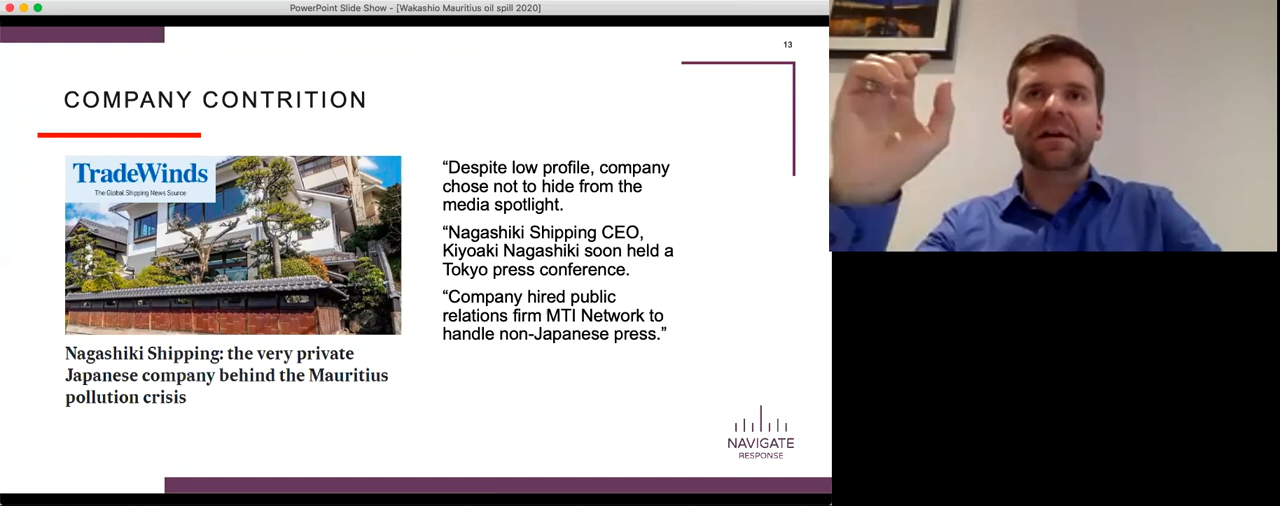 PowerPoint Slide Show - [Wakashio Mauritius oil spill 2020]
13
COMPANY CONTRITION
TradeWinds
The Global Shipping News Source
Nagashiki Shipping: the very private
Japanese company behind the Mauritius
pollution crisis
“Despite low profile, company
chose not to hide from the
media spotlight.
“Nagashiki Shipping CEO,
Kiyoaki Nagashiki soon held a
Tokyo press conference.
“Company hired public
relations firm MTI Network to
handle non-Japanese press.”
NAVIGATE
RESPONSE